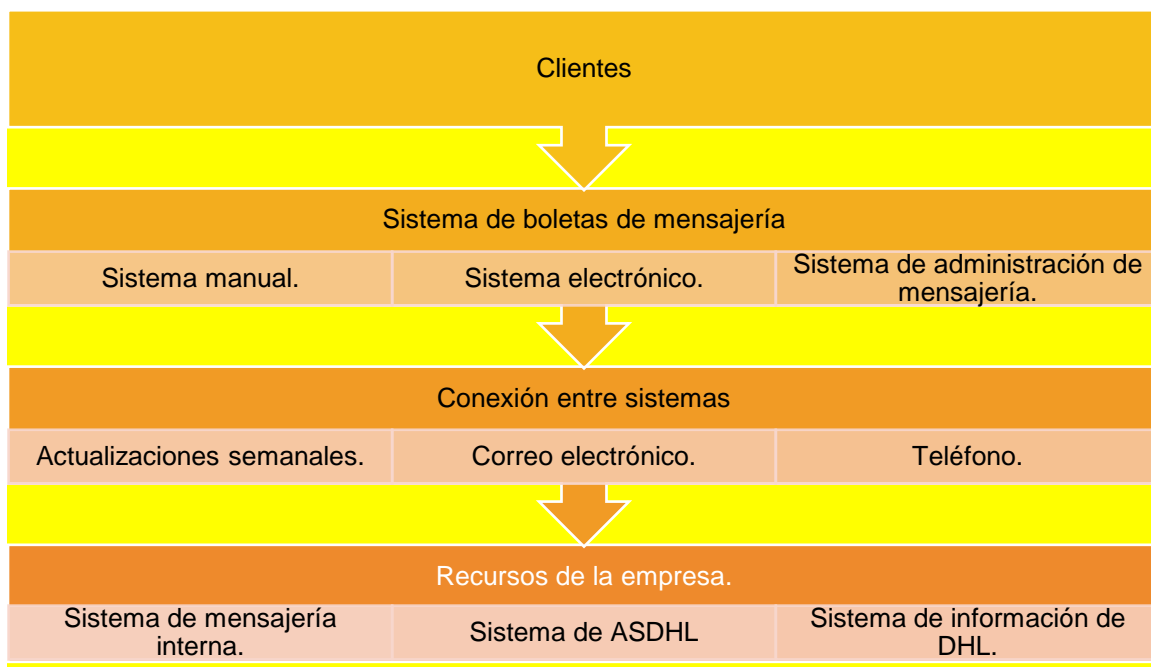 Clientes
Sistema de boletas de mensajería
Sistema manual.
Sistema electrónico.
Sistema de administración de
mensajería.
Conexión entre sistemas
Actualizaciones semanales.
Correo electrónico.
Teléfono.
Recursos de la empresa.
Sistema de mensajería
interna.
Sistema de ASDHL
Sistema de información de
DHL.